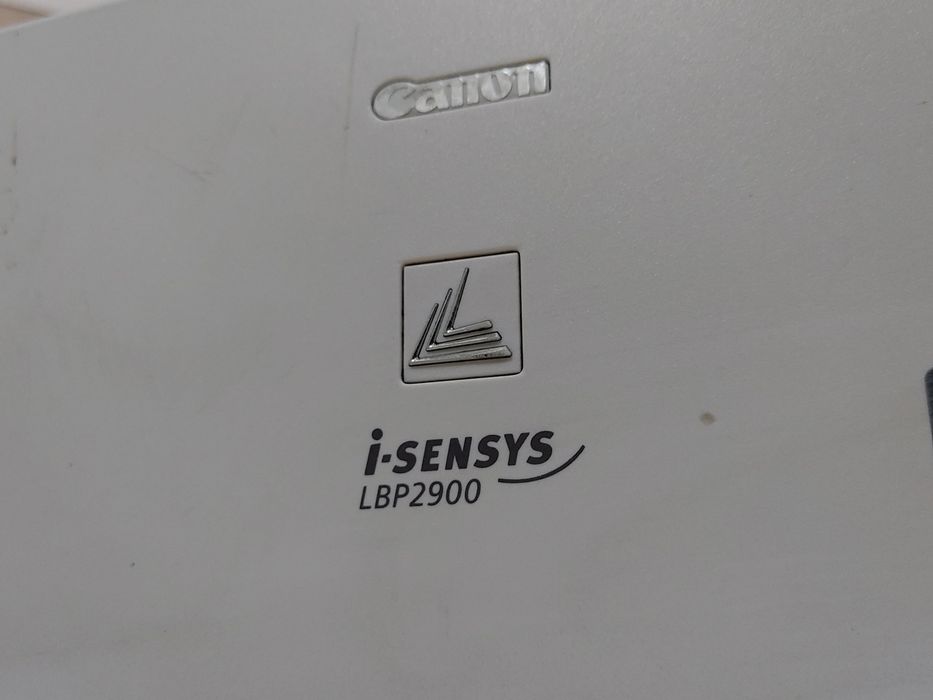 Canon
i-SENSYS
LBP2900